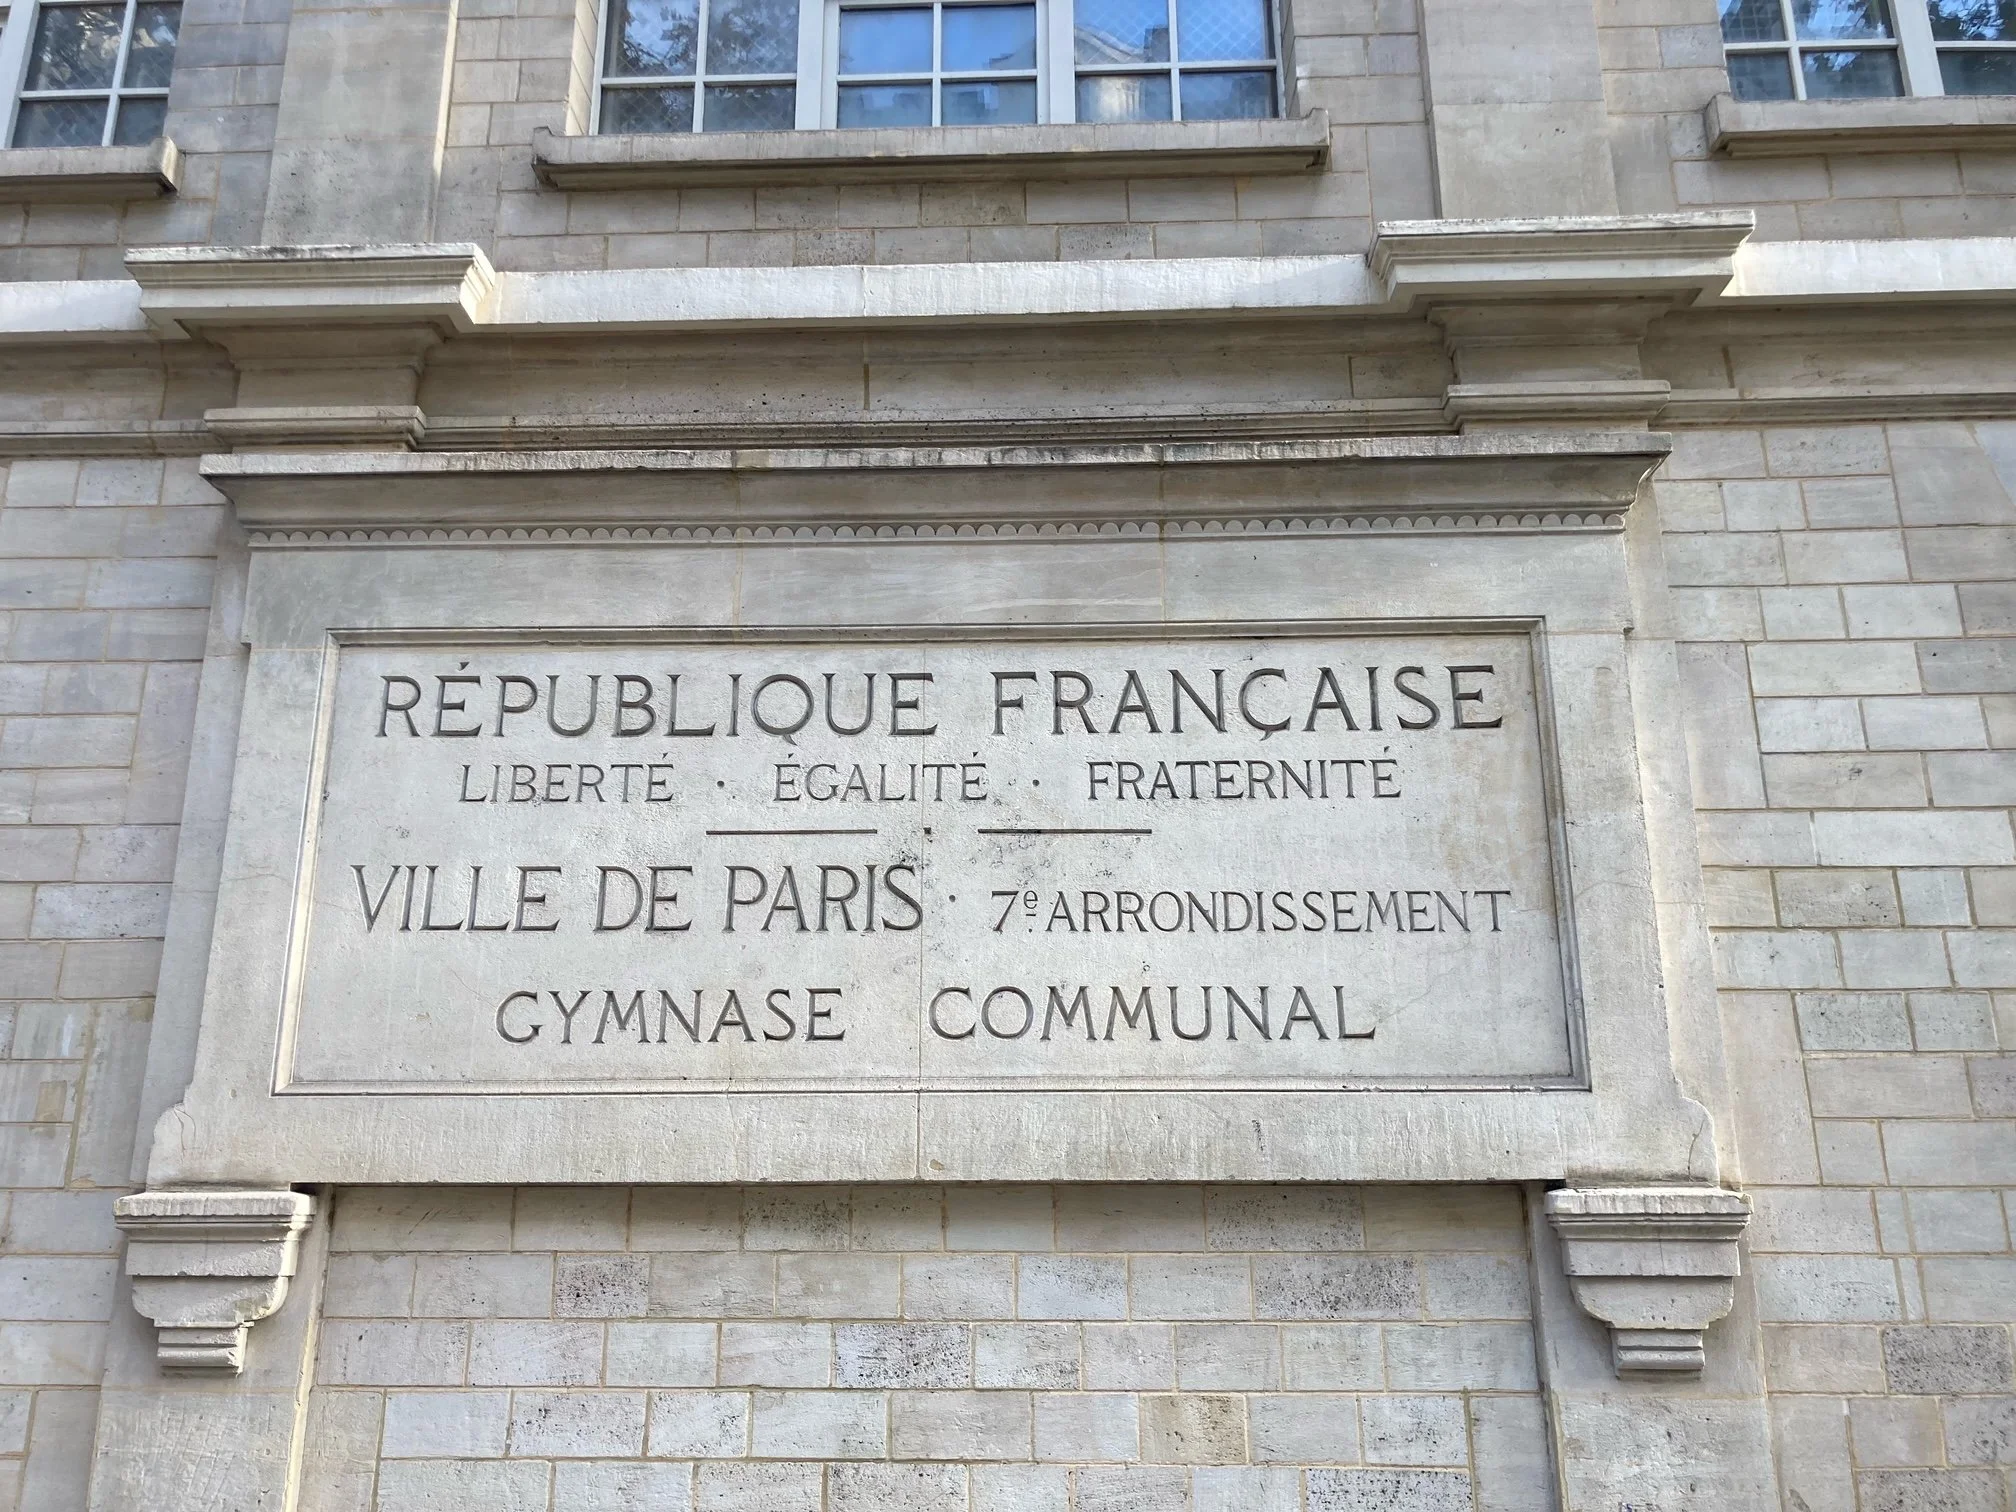 RÉPUBLIQUE FRANÇAISE
LIBERTÉ · ÉGALITÉ · FRATERNITÉ
VILLE DE PARIS · 7e ARRONDISSEMENT
GYMNASE COMMUNAL